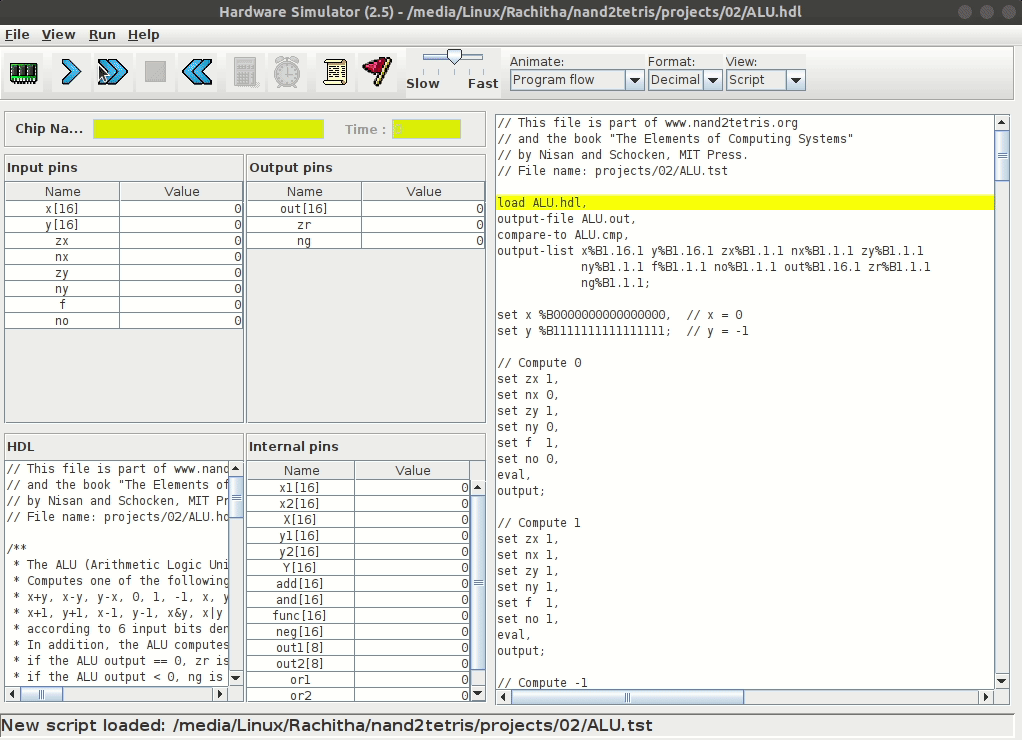 Hardware Simulator (2.5) - /media/Linux/Rachitha/nand2tetris/projects/02/ALU.hdl
File View Run Help
Slow Fast
Animate: Format: View:
Program flow Decimal Script
Chip Na... Time :
Input pins
Name Value
x[16] 0
y[16] 0
zx 0
nx 0
zy 0
ny 0
f 0
no 0
Output pins
Name Value
out[16] 0
zr 0
ng 0
HDL
// This file is part of www.nand
// and the book "The Elements of
// by Nisan and Schocken, MIT Pr
// File name: projects/02/ALU.hd
/**
* The ALU (Arithmetic Logic Uni
* Computes one of the following
* x+y, x-y, y-x, 0, 1, -1, x, y
* x+1, y+1, x-1, y-1, x&y, x|y
* according to 6 input bits den
* In addition, the ALU computes
* if the ALU output == 0, zr is
* if the ALU output < 0, ng is
Internal pins
Name Value
x1[16] 0
x2[16] 0
X[16] 0
y1[16] 0
y2[16] 0
Y[16] 0
add[16] 0
and[16] 0
func[16] 0
neg[16] 0
out1[8] 0
out2[8] 0
or1 0
or2 0
// This file is part of www.nand2tetris.org
// and the book "The Elements of Computing Systems"
// by Nisan and Schocken, MIT Press.
// File name: projects/02/ALU.tst
load ALU.hdl,
output-file ALU.out,
compare-to ALU.cmp,
output-list x%B1.16.1 y%B1.16.1 zx%B1.1.1 nx%B1.1.1 zy%B1.1.1
ny%B1.1.1 f%B1.1.1 no%B1.1.1 out%B1.16.1 zr%B1.1.1
ng%B1.1.1;
set x %B0000000000000000, // x = 0
set y %B1111111111111111; // y = -1
// Compute 0
set zx 1,
set nx 0,
set zy 1,
set ny 0,
set f 1,
set no 0,
eval,
output;
// Compute 1
set zx 1,
set nx 1,
set zy 1,
set ny 1,
set f 1,
set no 1,
eval,
output;
// Compute -1
New script loaded: /media/Linux/Rachitha/nand2tetris/projects/02/ALU.tst